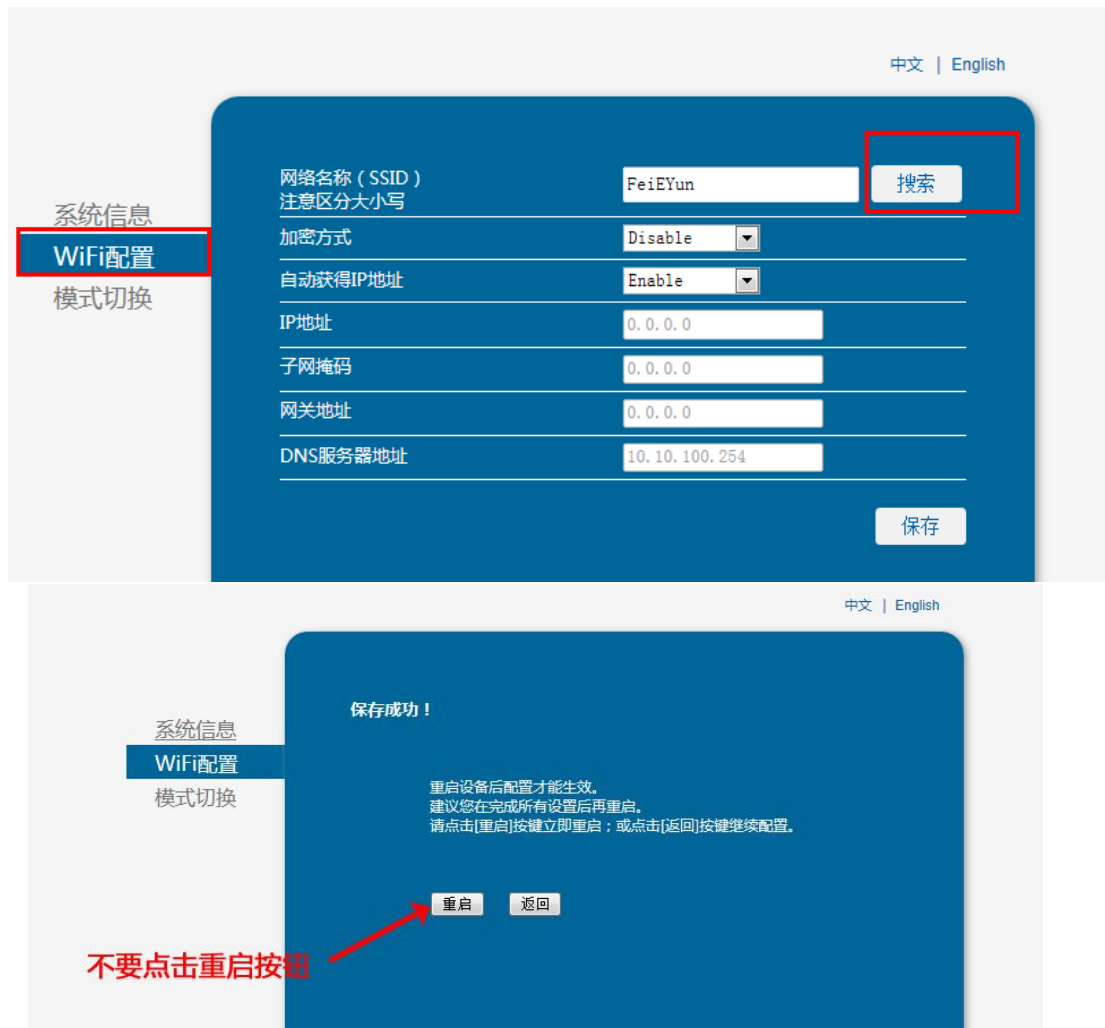 中文 | English
网络名称（SSID）
注意区分大小写
FeiEYun
搜索
系统信息
WiFi配置
模式切换
加密方式
Disable
自动获得IP地址
Enable
IP地址
0.0.0.0
子网掩码
0.0.0.0
网关地址
0.0.0.0
DNS服务器地址
10.10.100.254
保存
中文 | English
系统信息
WiFi配置
模式切换
保存成功！
重启设备后配置才能生效。
建议您在完成所有设置后再重启。
请点击[重启]按键立即重启；或点击[返回]按键继续配置。
重启
返回
不要点击重启按钮